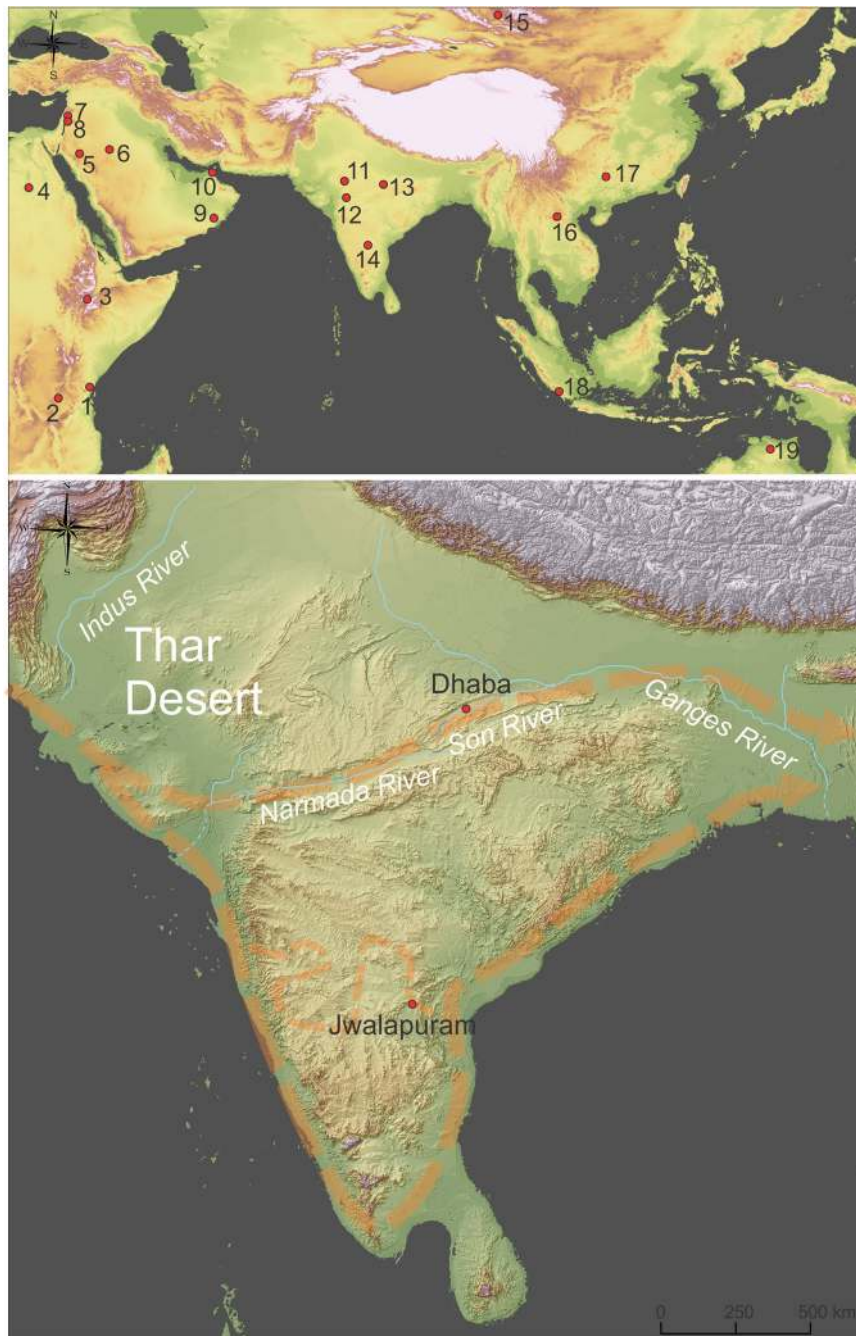 N
W E
S
15
7
8
5
6
4
10
11
13
12
9
17
16
14
3
1
2
18
19
N
S
Indus River
Thar
Desert
Dhaba
Son River
Ganges River
Narmada River
Jwalapuram
0 250 500 km